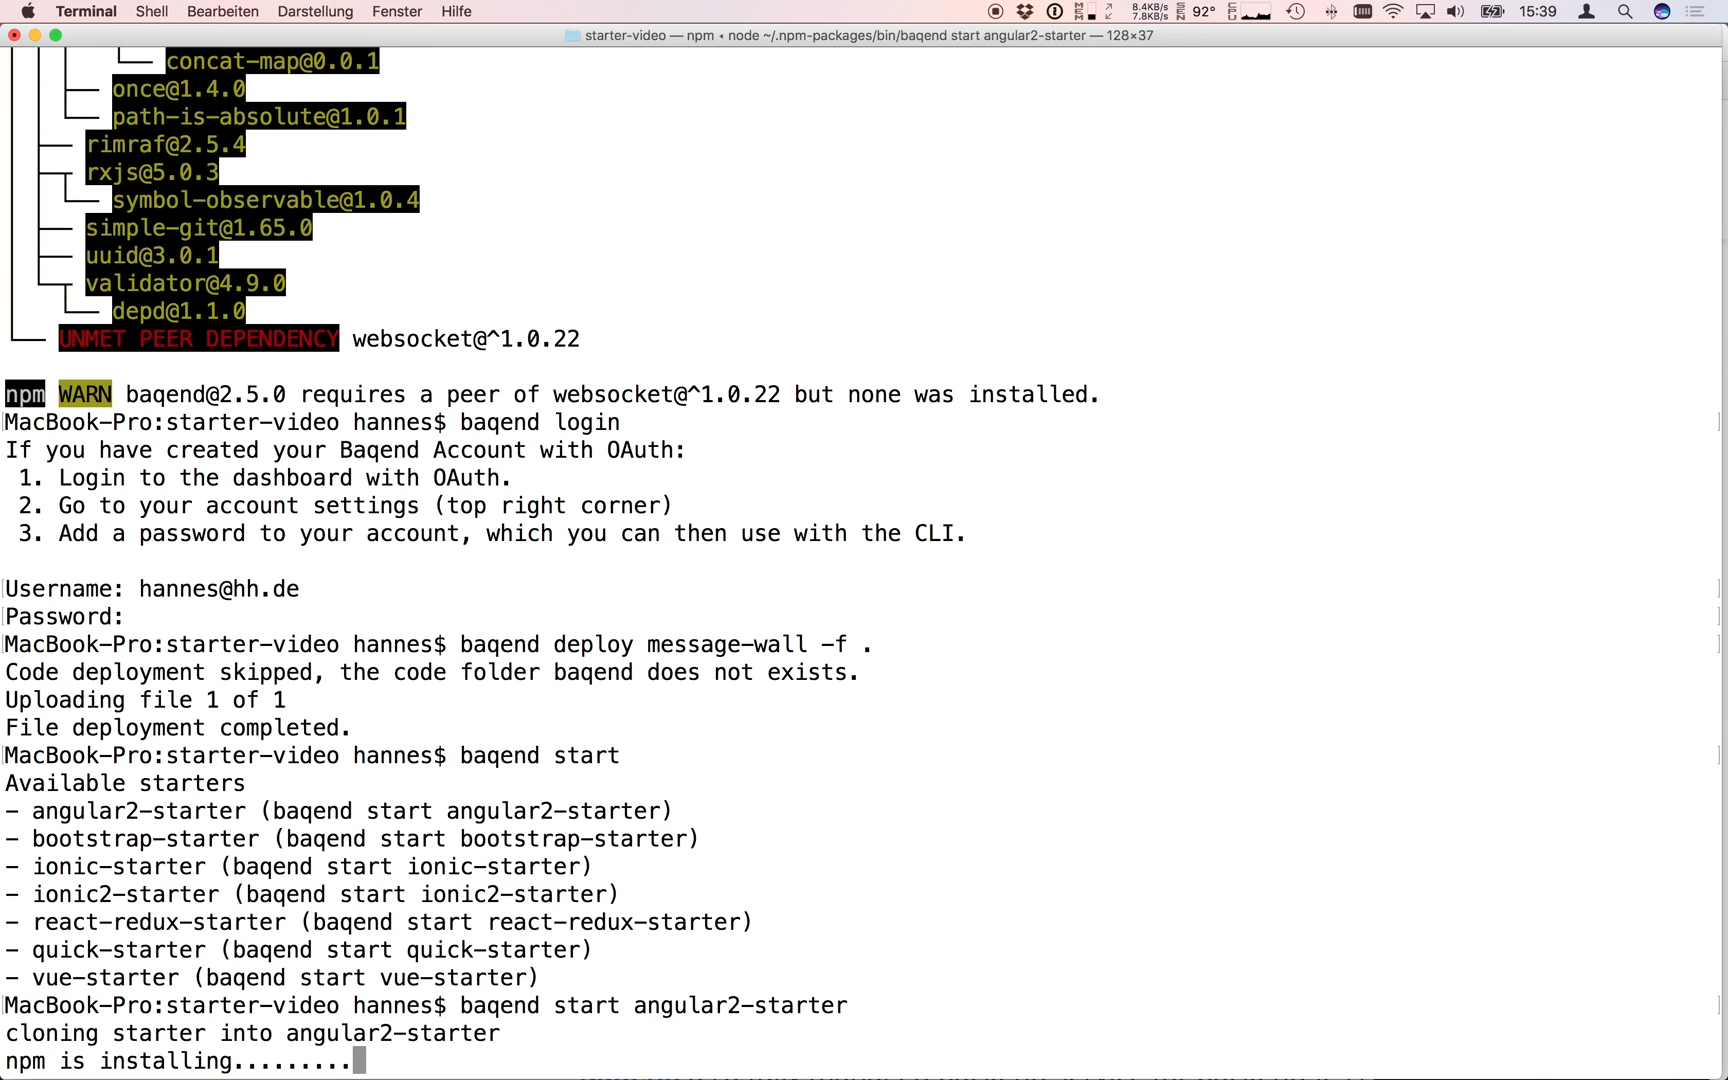 Terminal Shell Bearbeiten Darstellung Fenster Hilfe 8.4KB/s 7.8KB/s 92° 15:39
starter-video — npm ◂ node ~/.npm-packages/bin/baqend start angular2-starter — 128×37
concat-map@0.0.1
once@1.4.0
path-is-absolute@1.0.1
rimraf@2.5.4
rxjs@5.0.3
symbol-observable@1.0.4
simple-git@1.65.0
uuid@3.0.1
validator@4.9.0
depd@1.1.0
UNMET PEER DEPENDENCY websocket@^1.0.22
npm WARN baqend@2.5.0 requires a peer of websocket@^1.0.22 but none was installed.
MacBook-Pro:starter-video hannes$ baqend login
If you have created your Baqend Account with OAuth:
1. Login to the dashboard with OAuth.
2. Go to your account settings (top right corner)
3. Add a password to your account, which you can then use with the CLI.
Username: hannes@hh.de
Password:
MacBook-Pro:starter-video hannes$ baqend deploy message-wall -f .
Code deployment skipped, the code folder baqend does not exists.
Uploading file 1 of 1
File deployment completed.
MacBook-Pro:starter-video hannes$ baqend start
Available starters
- angular2-starter (baqend start angular2-starter)
- bootstrap-starter (baqend start bootstrap-starter)
- ionic-starter (baqend start ionic-starter)
- ionic2-starter (baqend start ionic2-starter)
- react-redux-starter (baqend start react-redux-starter)
- quick-starter (baqend start quick-starter)
- vue-starter (baqend start vue-starter)
MacBook-Pro:starter-video hannes$ baqend start angular2-starter
cloning starter into angular2-starter
npm is installing.........